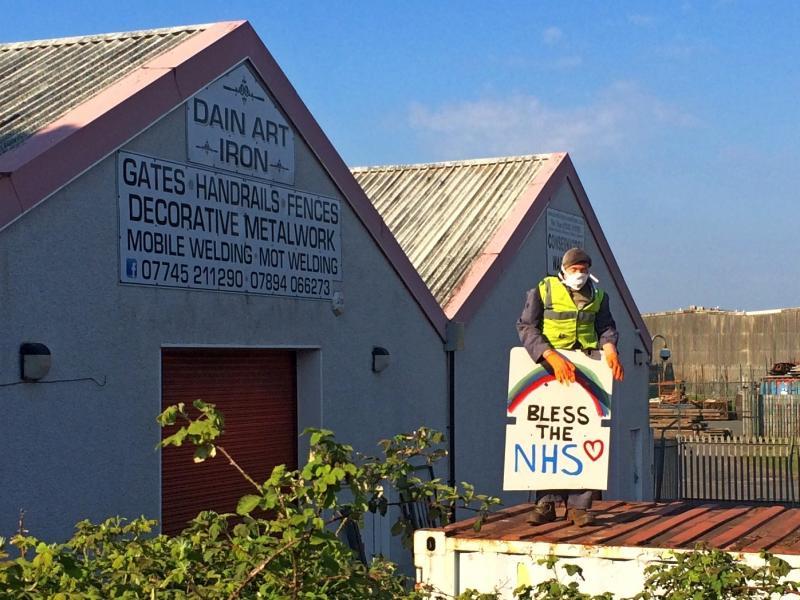 DAIN ART
IRON
GATES · HANDRAILS · FENCES
DECORATIVE METALWORK
MOBILE WELDING · MOT WELDING
f 07745 211290 · 07894 066273
BLESS
THE
NHS